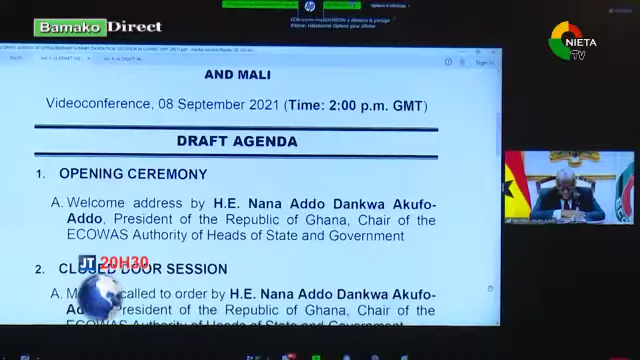 Bamako Direct
NIETA
TV
hp
AND MALI
Videoconference, 08 September 2021 (Time: 2:00 p.m. GMT)
DRAFT AGENDA
1. OPENING CEREMONY
A. Welcome address by H.E. Nana Addo Dankwa Akufo-
Addo, President of the Republic of Ghana, Chair of the
ECOWAS Authority of Heads of State and Government
JT 20H30
2. CLOSED DOOR SESSION
A. called to order by H.E. Nana Addo Dankwa Akufo-
President of the Republic of Ghana, Chair of the
ECOWAS Authority of Heads of State and Government